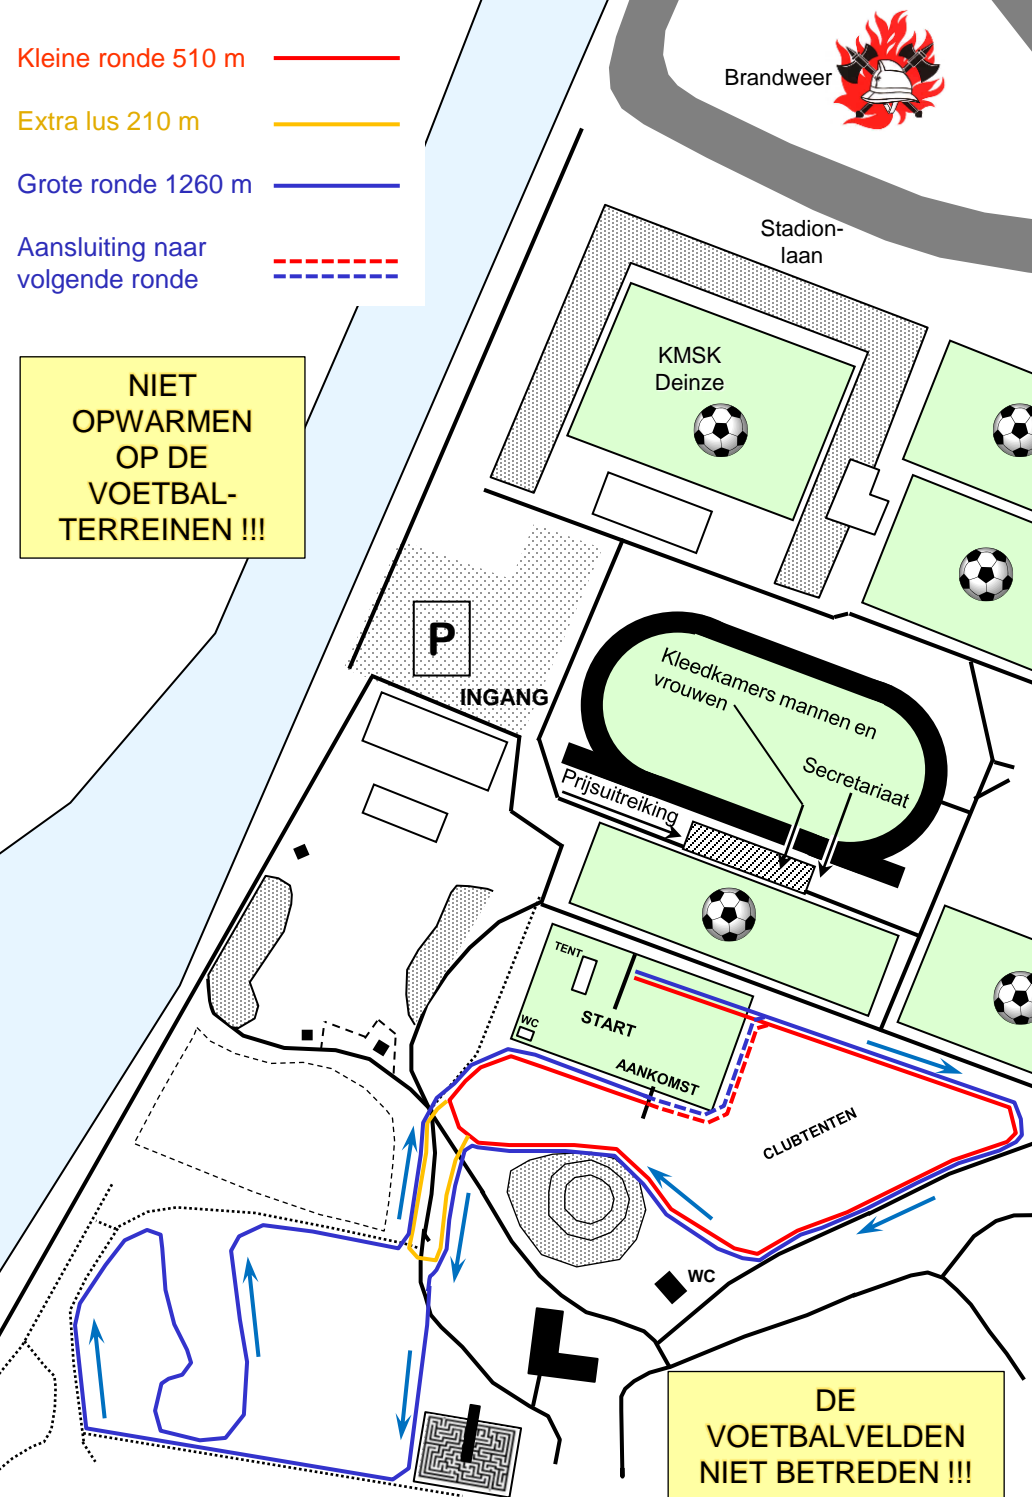 Kleine ronde 510 m
Extra lus 210 m
Grote ronde 1260 m
Aansluiting naar
volgende ronde
Brandweer
Stadion-
laan
NIET
OPWARMEN
OP DE
VOETBAL-
TERREINEN !!!
KMSK
Deinze
P
INGANG
Kleedkamers mannen en
vrouwen
Secretariaat
Prijsuitreiking
TENT
WC
START
AANKOMST
CLUBTENTEN
WC
DE
VOETBALVELDEN
NIET BETREDEN !!!